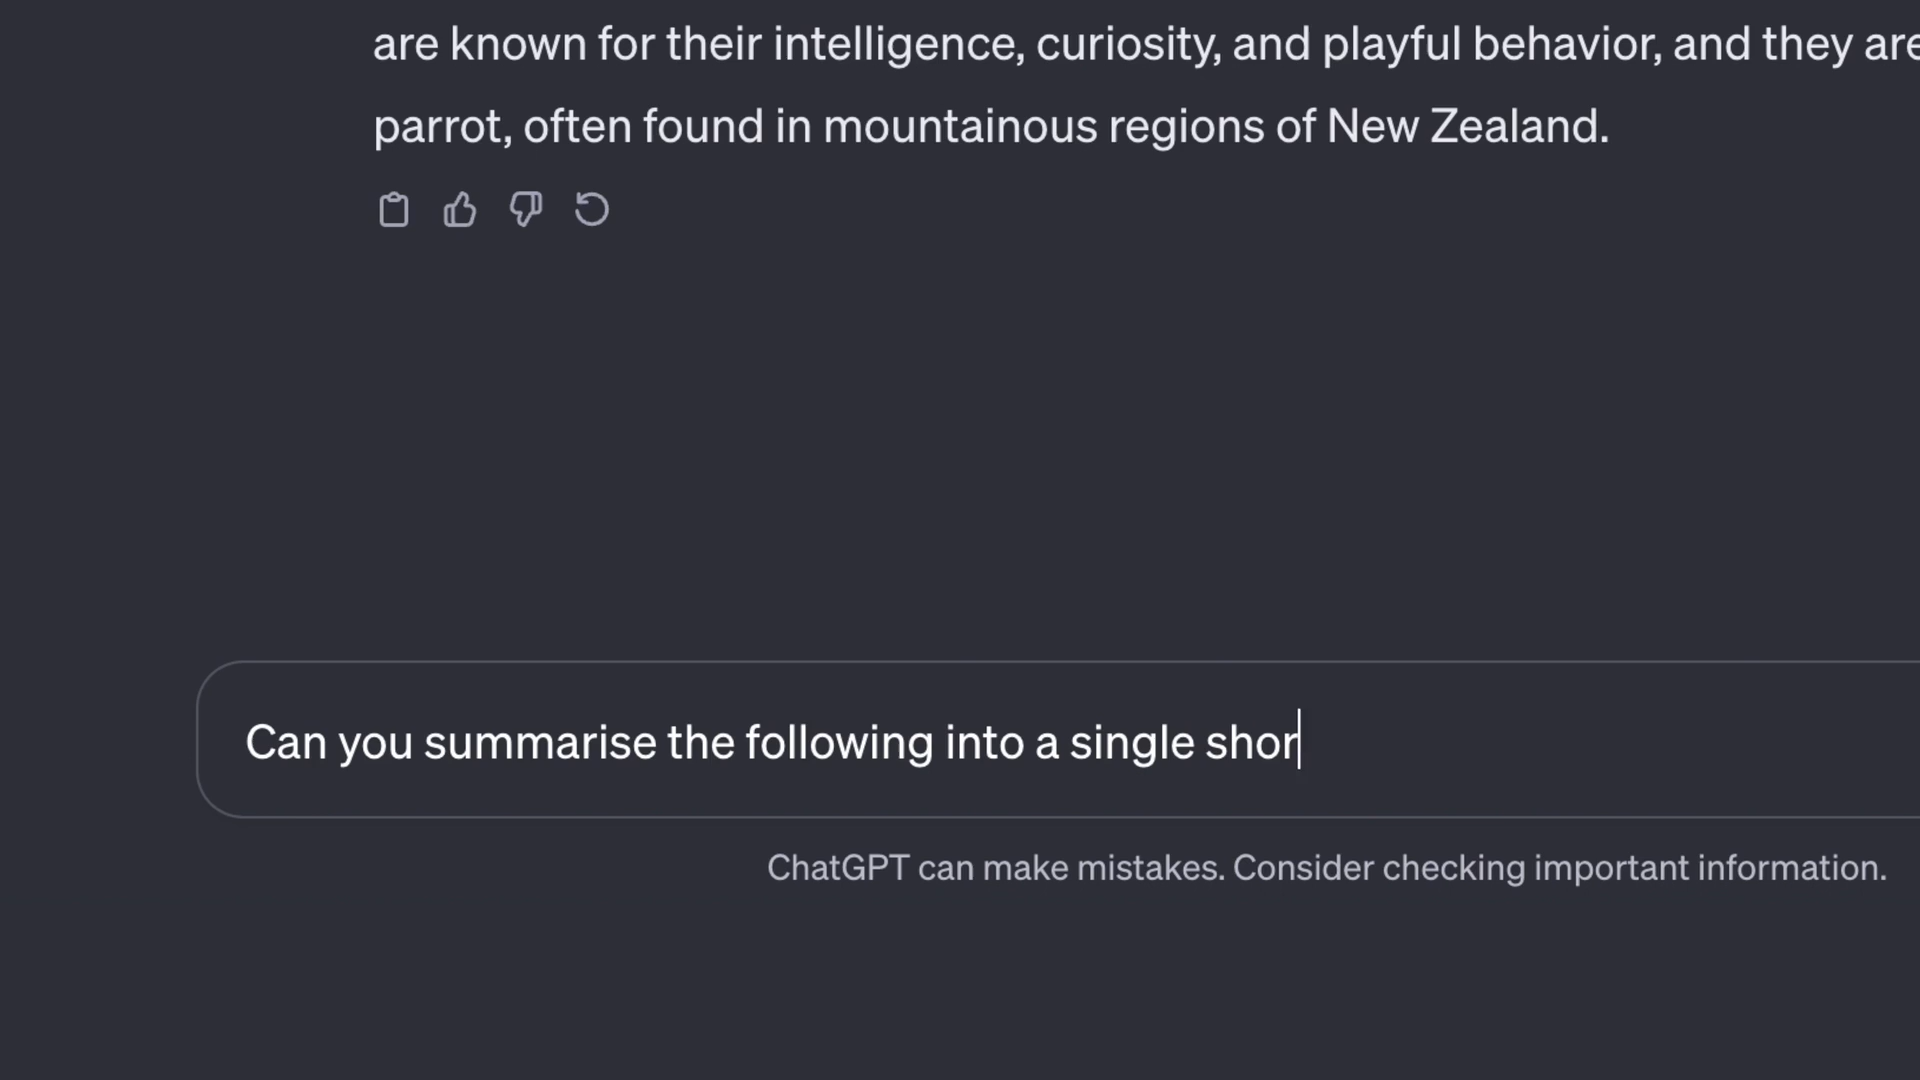 are known for their intelligence, curiosity, and playful behavior, and they are
parrot, often found in mountainous regions of New Zealand.
Can you summarise the following into a single shor
ChatGPT can make mistakes. Consider checking important information.